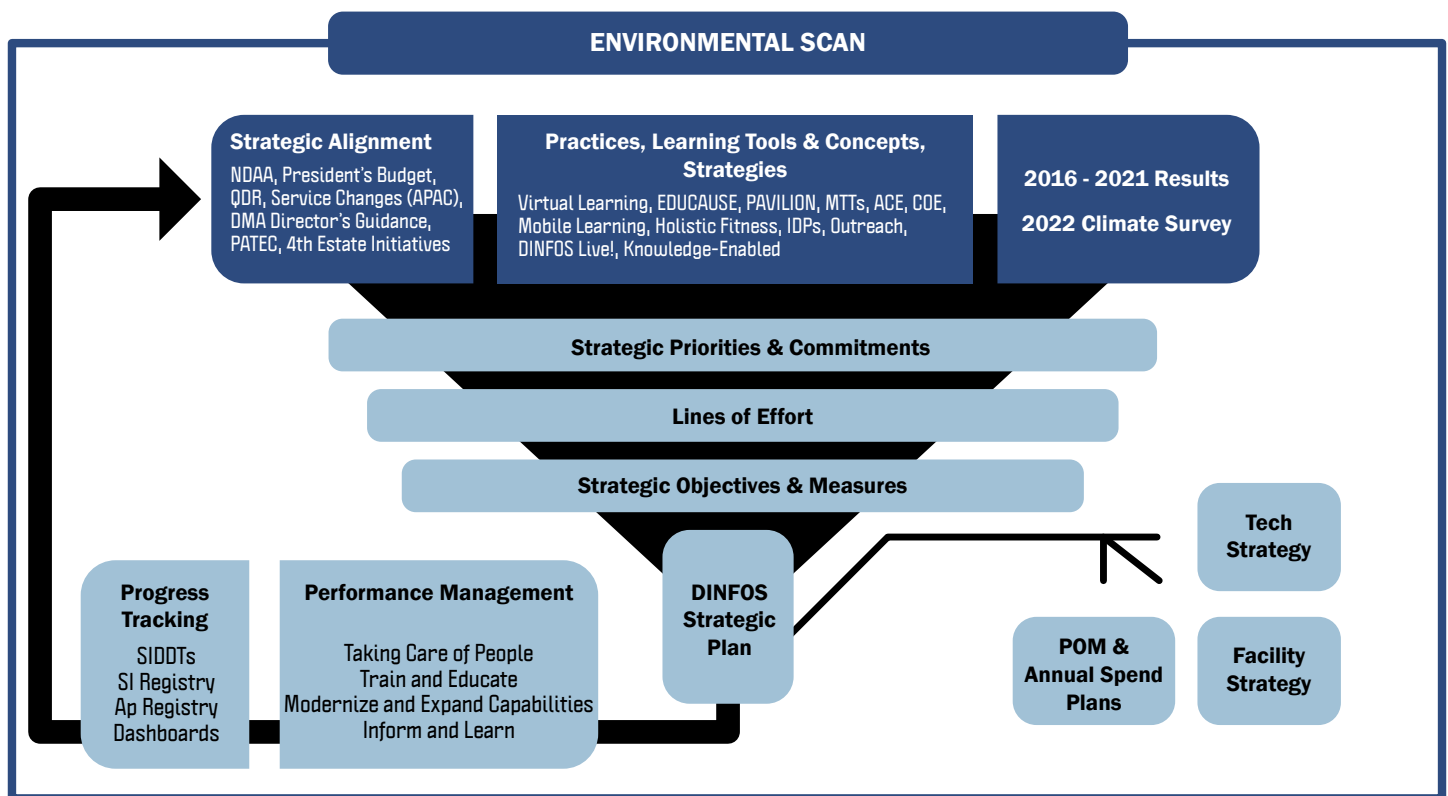 ENVIRONMENTAL SCAN
Strategic Alignment
NDAA, President's Budget,
QDR, Service Changes (APAC),
DMA Director's Guidance,
PATEC, 4th Estate Initiatives
Practices, Learning Tools & Concepts,
Strategies
Virtual Learning, EDUCAUSE, PAVILION, MTTs, ACE, COE,
Mobile Learning, Holistic Fitness, IDPs, Outreach,
DINFOS Live!, Knowledge-Enabled
2016 - 2021 Results
2022 Climate Survey
Strategic Priorities & Commitments
Lines of Effort
Strategic Objectives & Measures
DINFOS
Strategic
Plan
Progress
Tracking
SIDDTs
SI Registry
Ap Registry
Dashboards
Performance Management
Taking Care of People
Train and Educate
Modernize and Expand Capabilities
Inform and Learn
Tech
Strategy
POM &
Annual Spend
Plans
Facility
Strategy